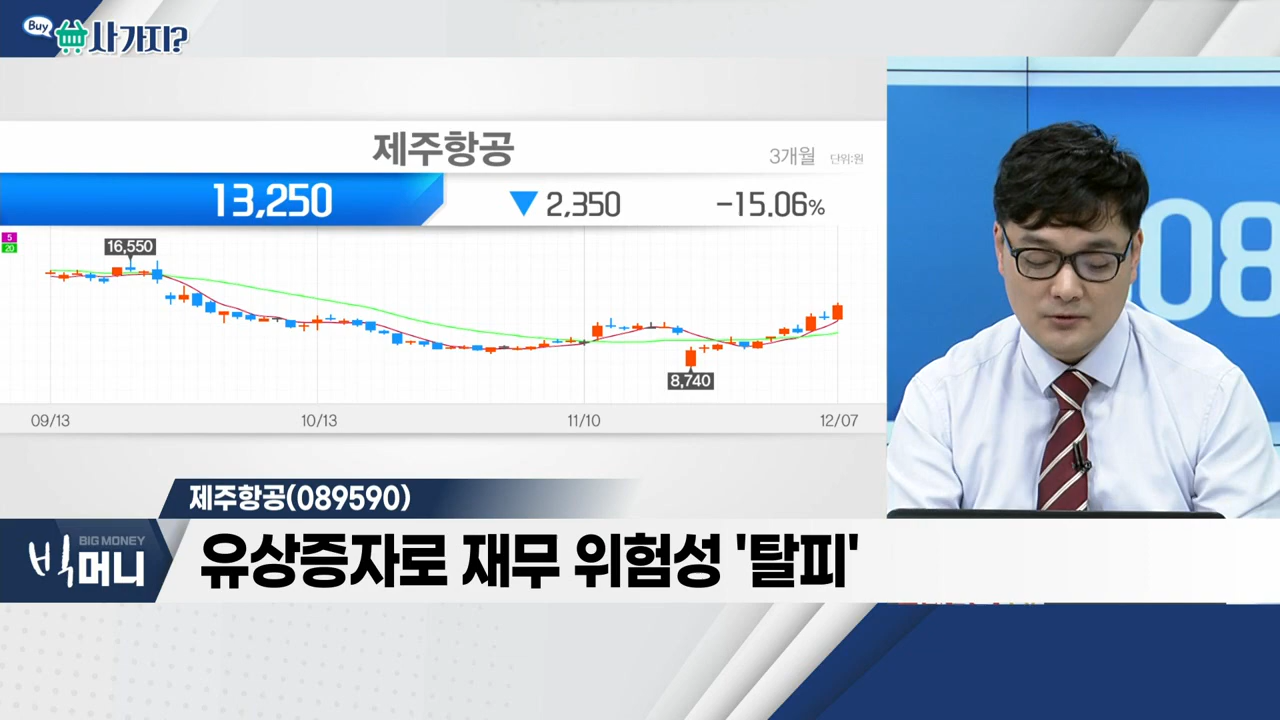 Buy
사가지?
제주항공
3개월 단위:원
13,250 ▼2,350 -15.06%
5
20
16,550
8,740
09/13 10/13 11/10 12/07
08
제주항공(089590)
BIG MONEY
빅머니
유상증자로 재무 위험성 '탈피'